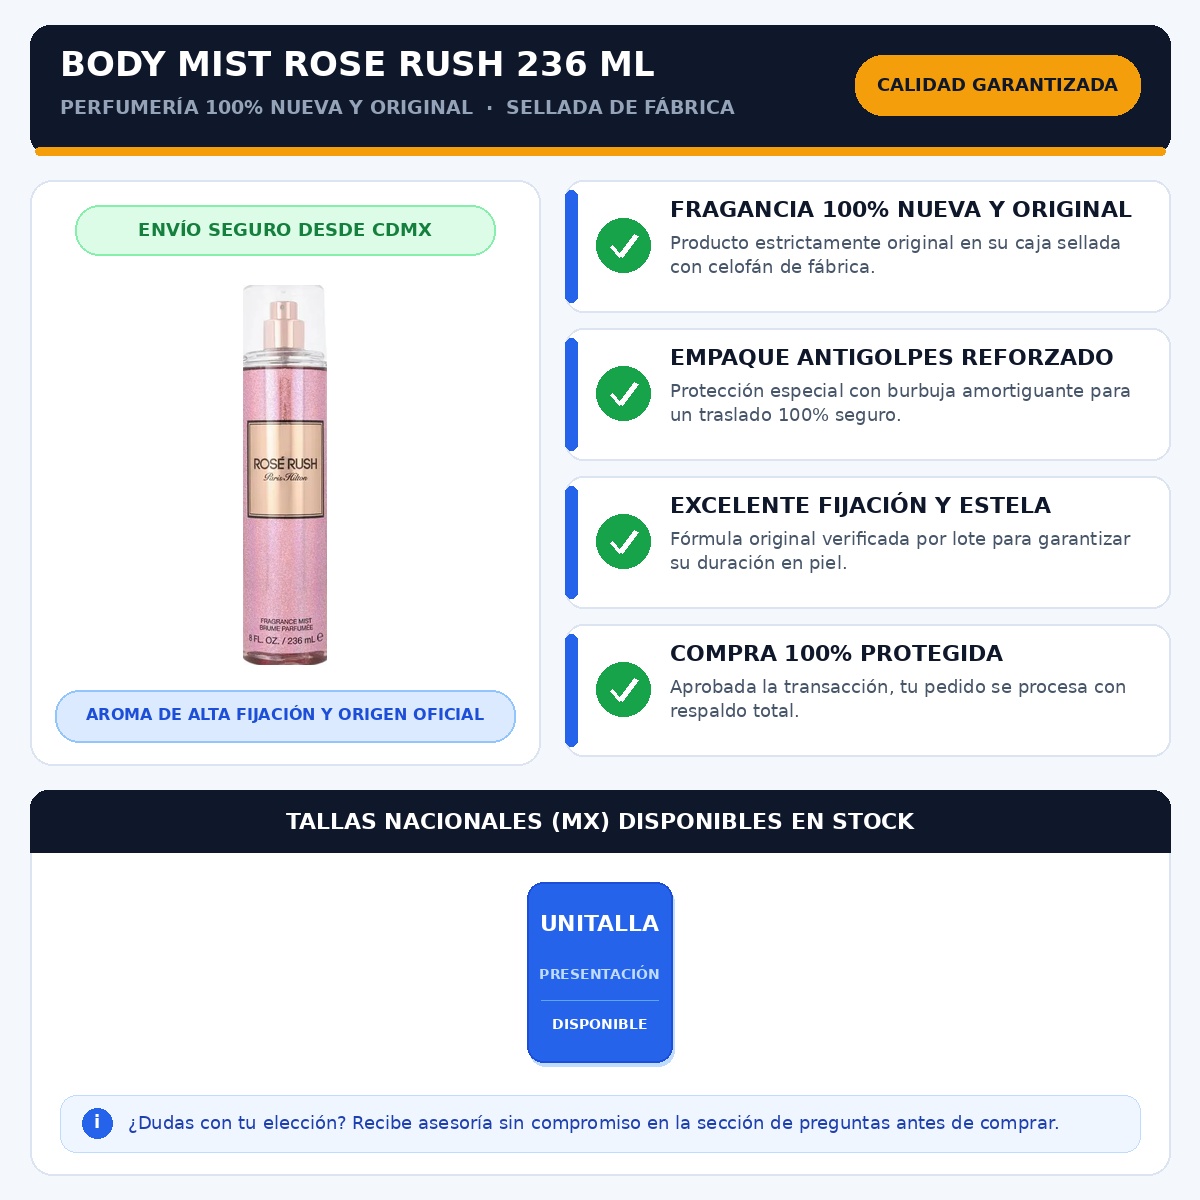 BODY MIST ROSE RUSH 236 ML
PERFUMERÍA 100% NUEVA Y ORIGINAL · SELLADA DE FÁBRICA
CALIDAD GARANTIZADA
ENVÍO SEGURO DESDE CDMX
ROSÉ RUSH
Paris Hilton
FRAGRANCE MIST
BRUME PARFUMÉE
8 FL. OZ. / 236 mL ℮
AROMA DE ALTA FIJACIÓN Y ORIGEN OFICIAL
FRAGANCIA 100% NUEVA Y ORIGINAL
Producto estrictamente original en su caja sellada
con celofán de fábrica.
EMPAQUE ANTIGOLPES REFORZADO
Protección especial con burbuja amortiguante para
un traslado 100% seguro.
EXCELENTE FIJACIÓN Y ESTELA
Fórmula original verificada por lote para garantizar
su duración en piel.
COMPRA 100% PROTEGIDA
Aprobada la transacción, tu pedido se procesa con
respaldo total.
TALLAS NACIONALES (MX) DISPONIBLES EN STOCK
UNITALLA
PRESENTACIÓN
DISPONIBLE
i
¿Dudas con tu elección? Recibe asesoría sin compromiso en la sección de preguntas antes de comprar.